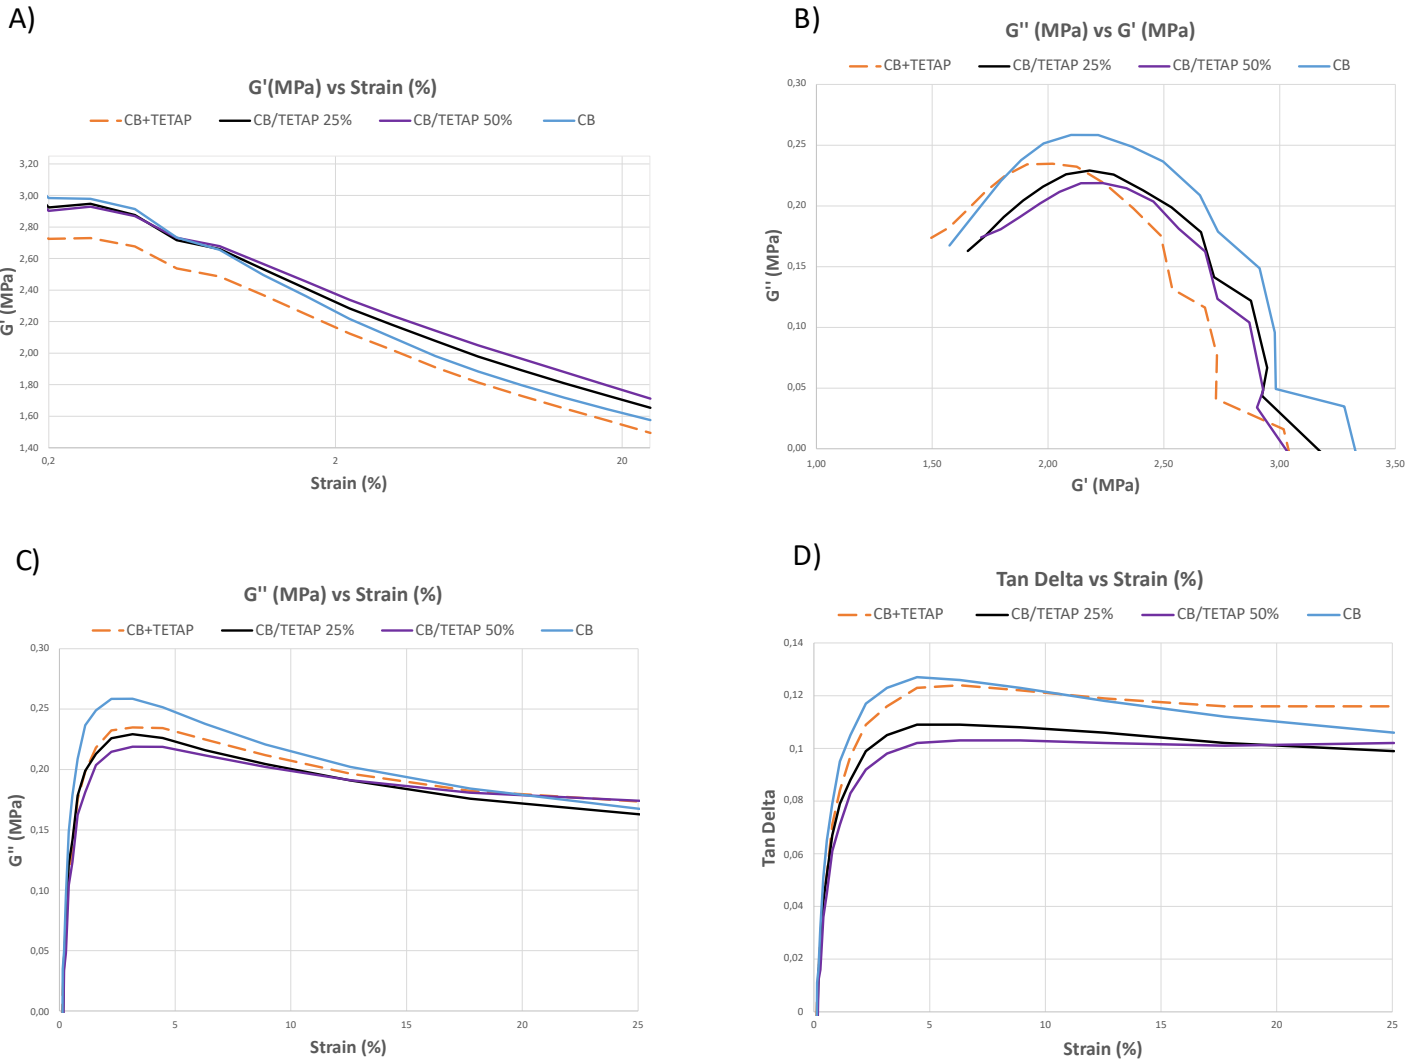 A)
G'(MPa) vs Strain (%)
CB+TETAP CB/TETAP 25% CB/TETAP 50% CB
3,20
3,00
2,80
2,60
2,40
2,20
2,00
1,80
1,60
1,40
G' (MPa)
0,2 2 20
Strain (%)
B)
G'' (MPa) vs G' (MPa)
CB+TETAP CB/TETAP 25% CB/TETAP 50% CB
0,30
0,25
0,20
0,15
0,10
0,05
0,00
G'' (MPa)
1,00 1,50 2,00 2,50 3,00 3,50
G' (MPa)
C)
G'' (MPa) vs Strain (%)
CB+TETAP CB/TETAP 25% CB/TETAP 50% CB
0,30
0,25
0,20
0,15
0,10
0,05
0,00
G'' (MPa)
0 5 10 15 20 25
Strain (%)
D)
Tan Delta vs Strain (%)
CB+TETAP CB/TETAP 25% CB/TETAP 50% CB
0,14
0,12
0,1
0,08
0,06
0,04
0,02
0
Tan Delta
0 5 10 15 20 25
Strain (%)